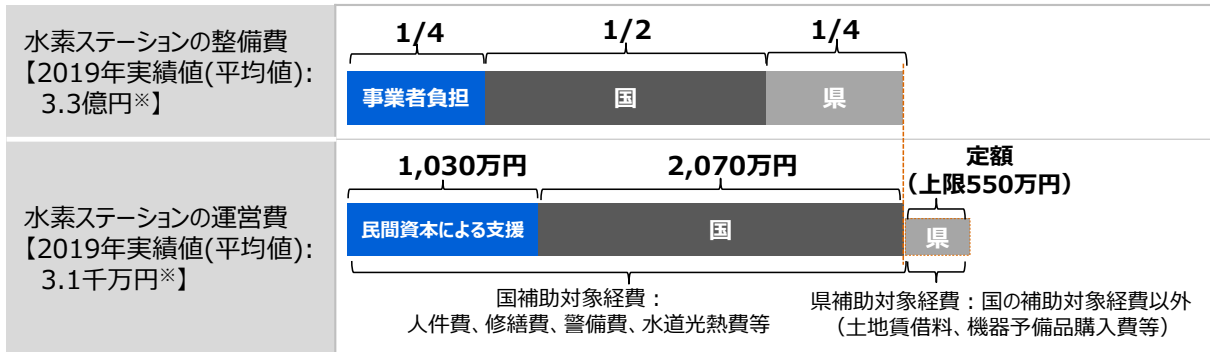 水素ステーションの整備費
【2019年実績値(平均値):
3.3億円※】
1/4
1/2
1/4
事業者負担
国
県
水素ステーションの運営費
【2019年実績値(平均値):
3.1千万円※】
1,030万円
2,070万円
定額
（上限550万円）
民間資本による支援
国
県
国補助対象経費：
人件費、修繕費、警備費、水道光熱費等
県補助対象経費：国の補助対象経費以外
（土地賃借料、機器予備品購入費等）